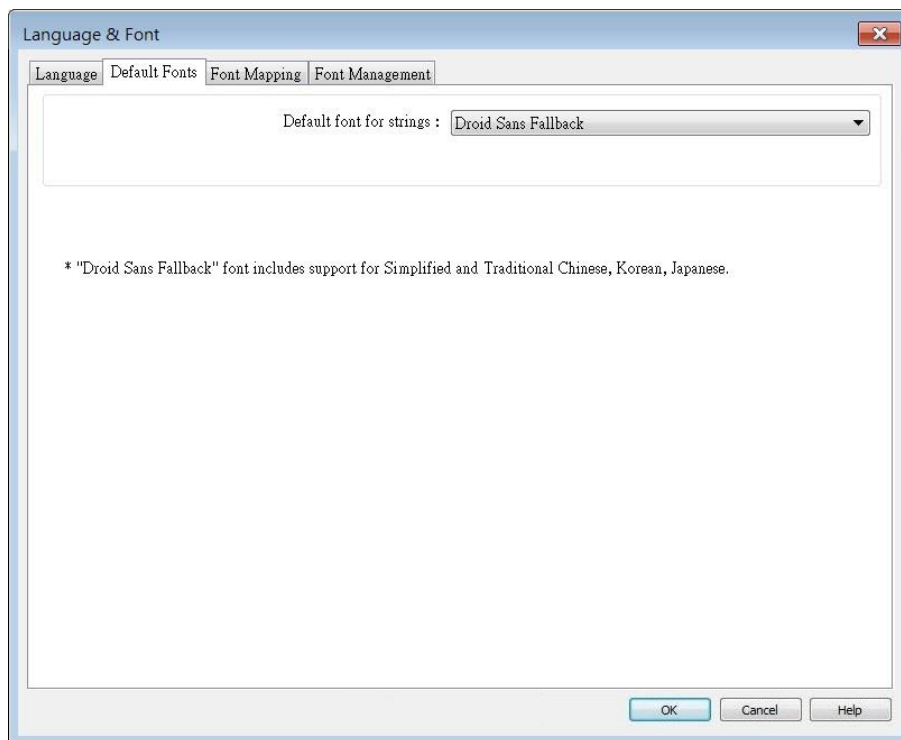 Language & Font
Language Default Fonts Font Mapping Font Management
Default font for strings : Droid Sans Fallback
* "Droid Sans Fallback" font includes support for Simplified and Traditional Chinese, Korean, Japanese.
OK Cancel Help